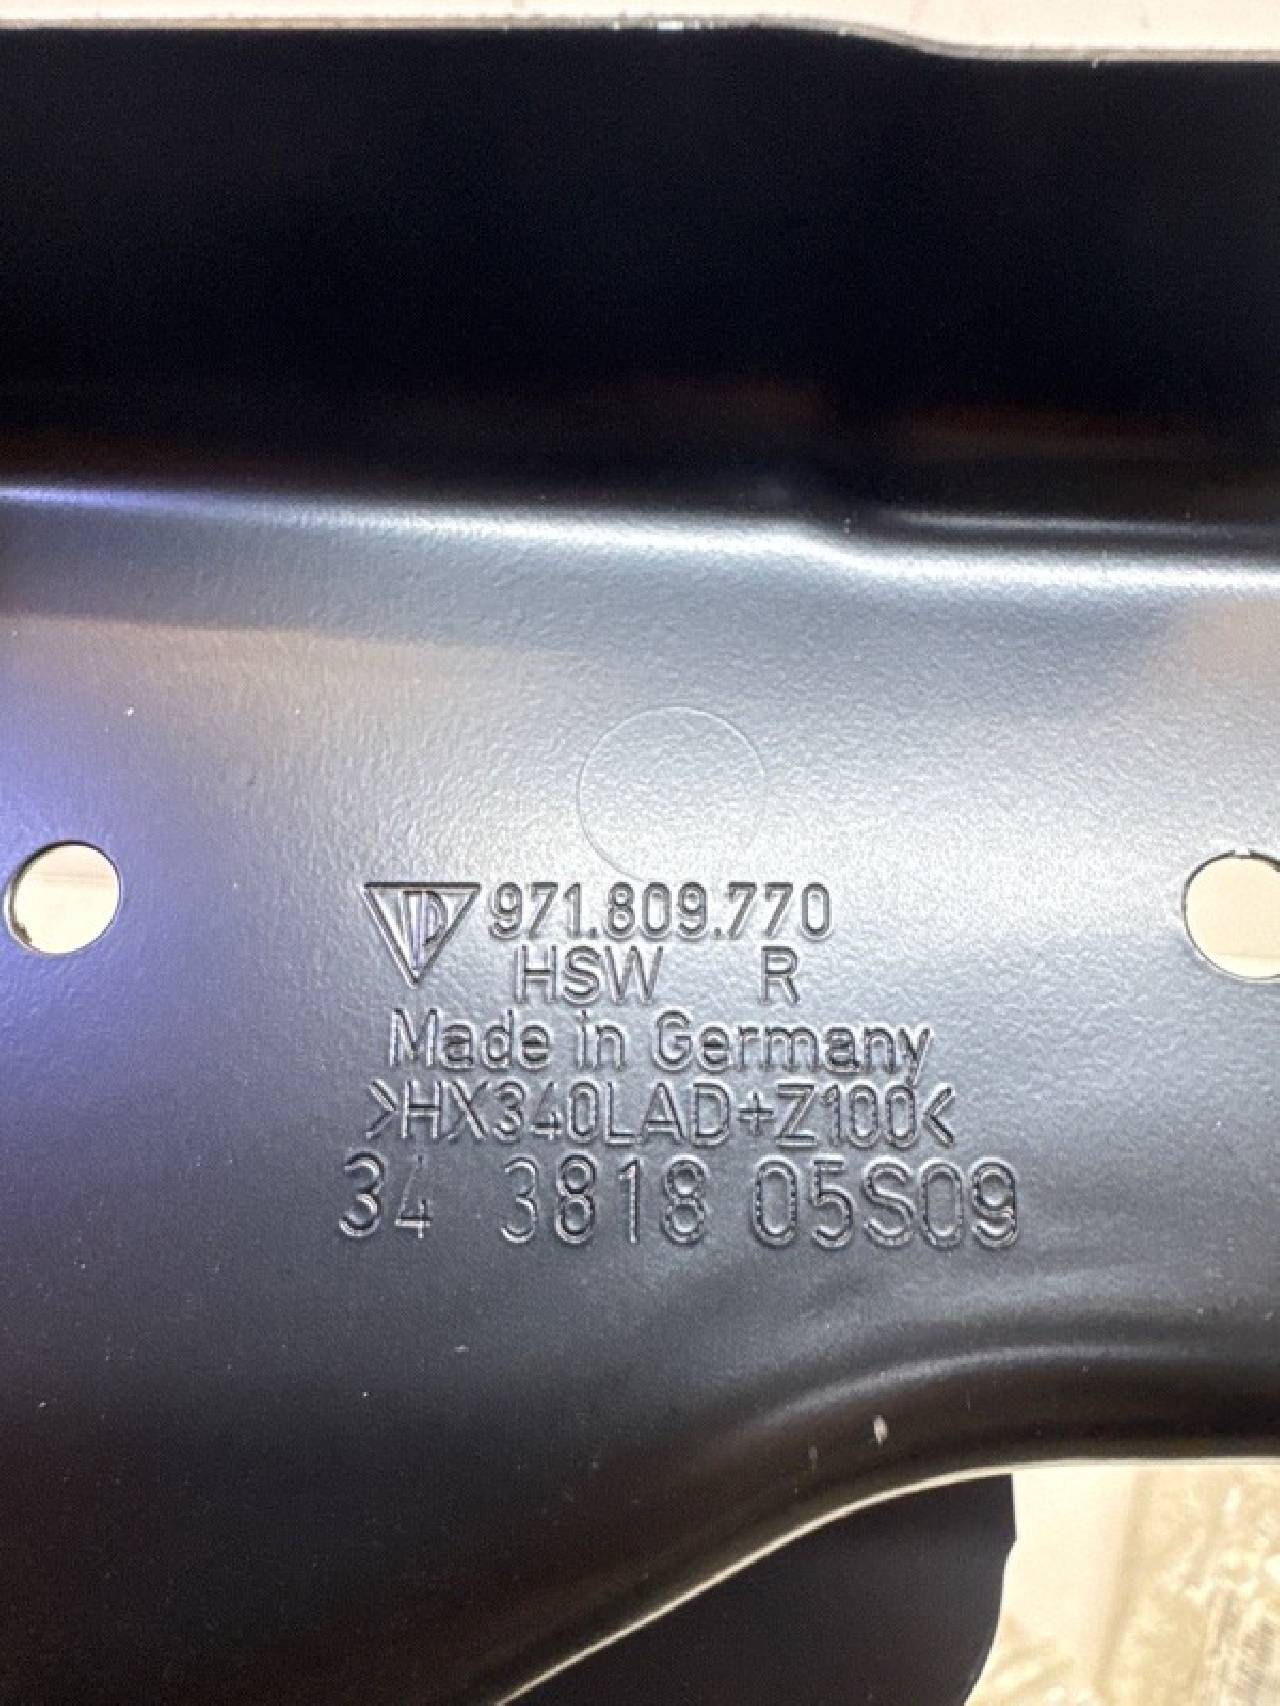 971.809.770
HSW R
Made in Germany
>HX340LAD+Z100<
34 3818 05S09